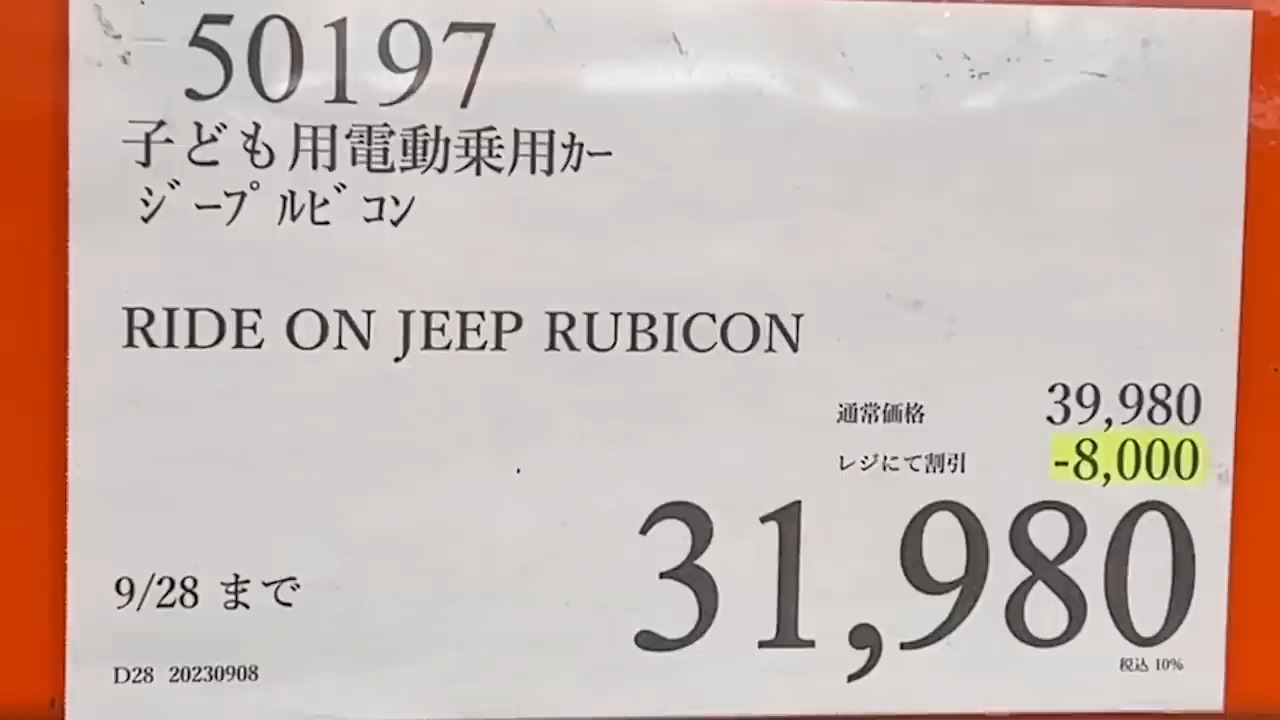 50197
子ども用電動乗用ｶｰ
ｼﾞｰﾌﾟ ﾙﾋﾞｺﾝ
RIDE ON JEEP RUBICON
通常価格 39,980
レジにて割引 -8,000
31,980
税込 10%
9/28 まで
D28 20230908